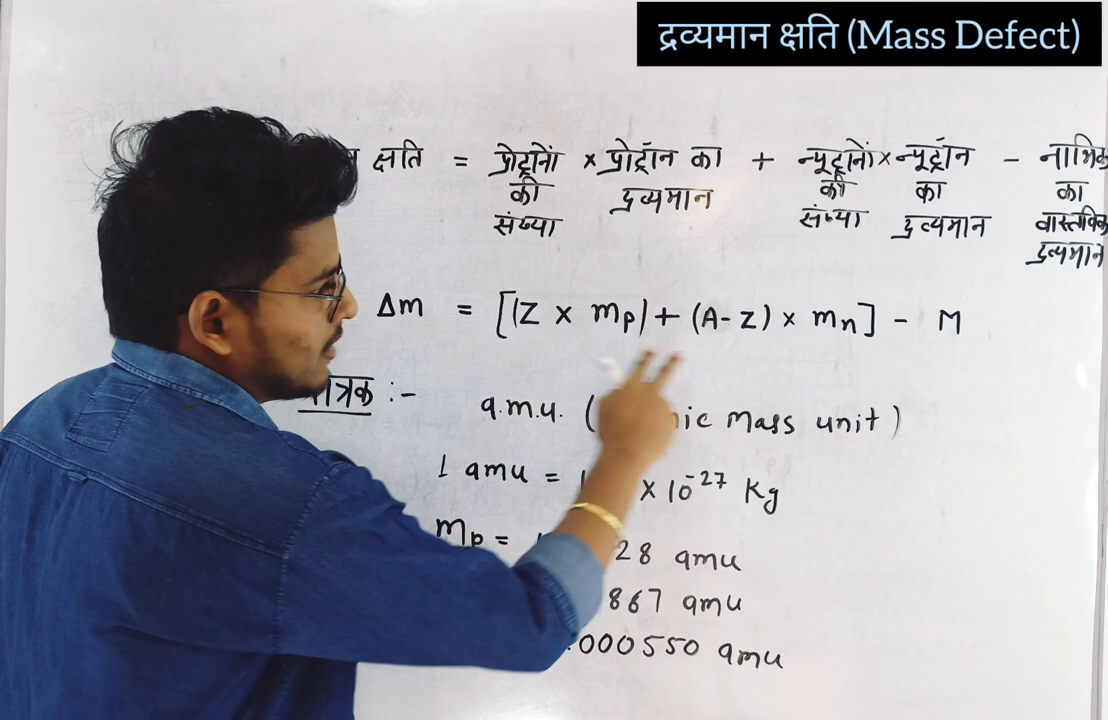 द्रव्यमान क्षति (Mass Defect)
क्षति = प्रोट्रॉनों × प्रोट्रॉन का + न्यूट्रॉनों × न्यूट्रॉन - नाभिक
की द्रव्यमान की का का
संख्या संख्या द्रव्यमान वास्तविक
द्रव्यमान
Δm = [(Z × mp) + (A-Z) × mn] - M
मात्रक :-
a.m.u. ( mass unit)
1 amu = × 10⁻²⁷ Kg
mp = 28 amu
867 amu
.000550 amu